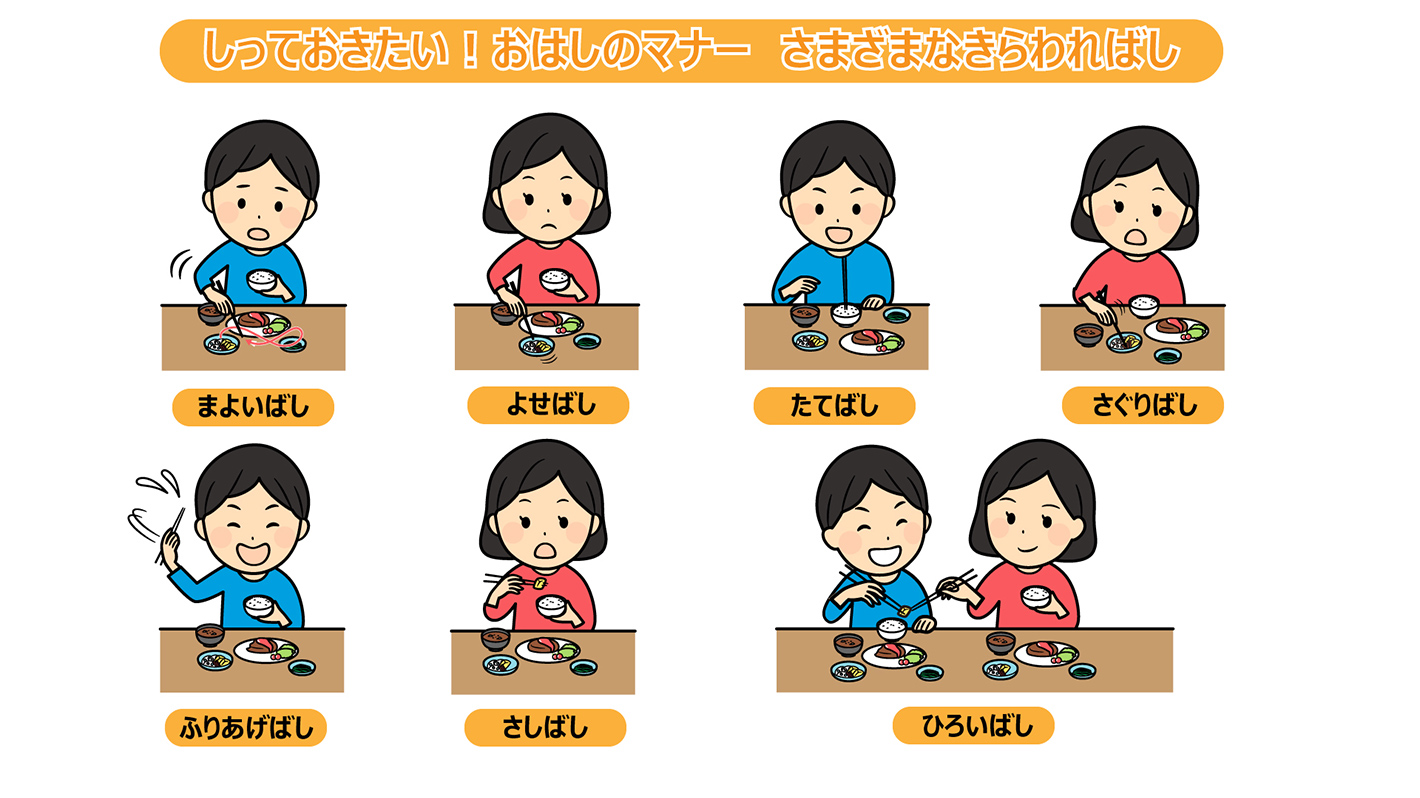 しっておきたい！おはしのマナー　さまざまなきらわればし
まよいばし
よせばし
たてばし
さぐりばし
ふりあげばし
さしばし
ひろいばし